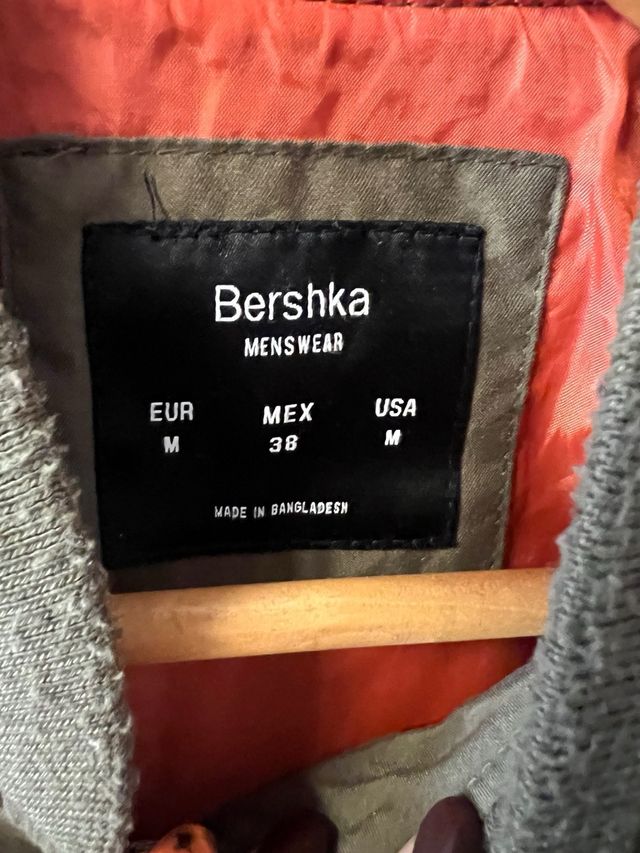 Bershka
MENSWEAR
EUR MEX USA
M 38 M
MADE IN BANGLADESH